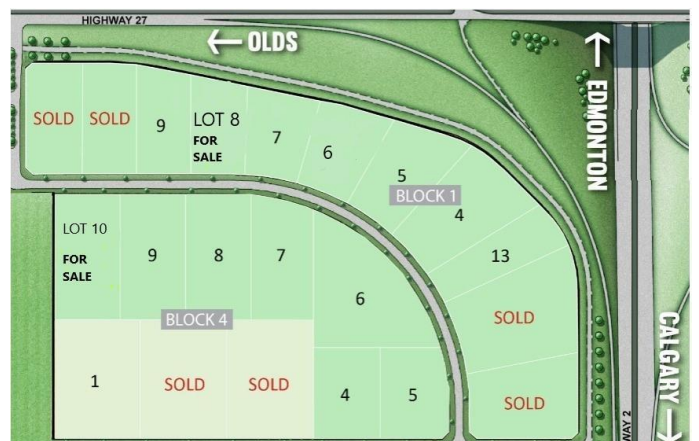 HIGHWAY 27
← OLDS
↑ EDMONTON
SOLD
SOLD
9
LOT 8
FOR
SALE
7
6
5
BLOCK 1
4
13
SOLD
SOLD
LOT 10
FOR
SALE
9
8
7
6
BLOCK 4
1
SOLD
SOLD
4
5
CALGARY →
WAY 2